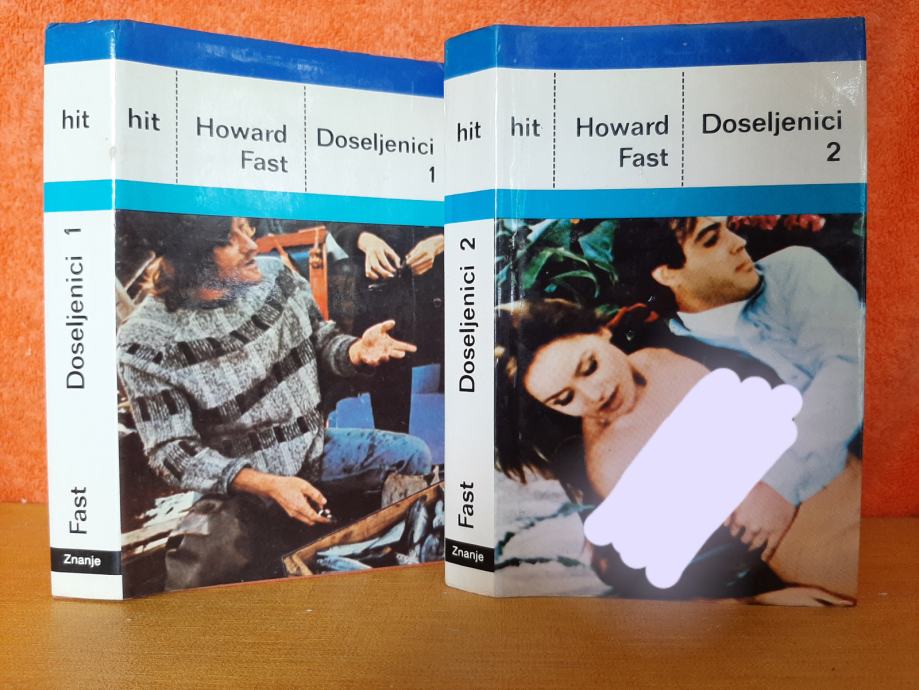 hit
hit
Howard
Fast
Doseljenici
1
Fast Doseljenici 1
Znanje
hit
hit
Howard
Fast
Doseljenici
2
Fast Doseljenici 2
Znanje